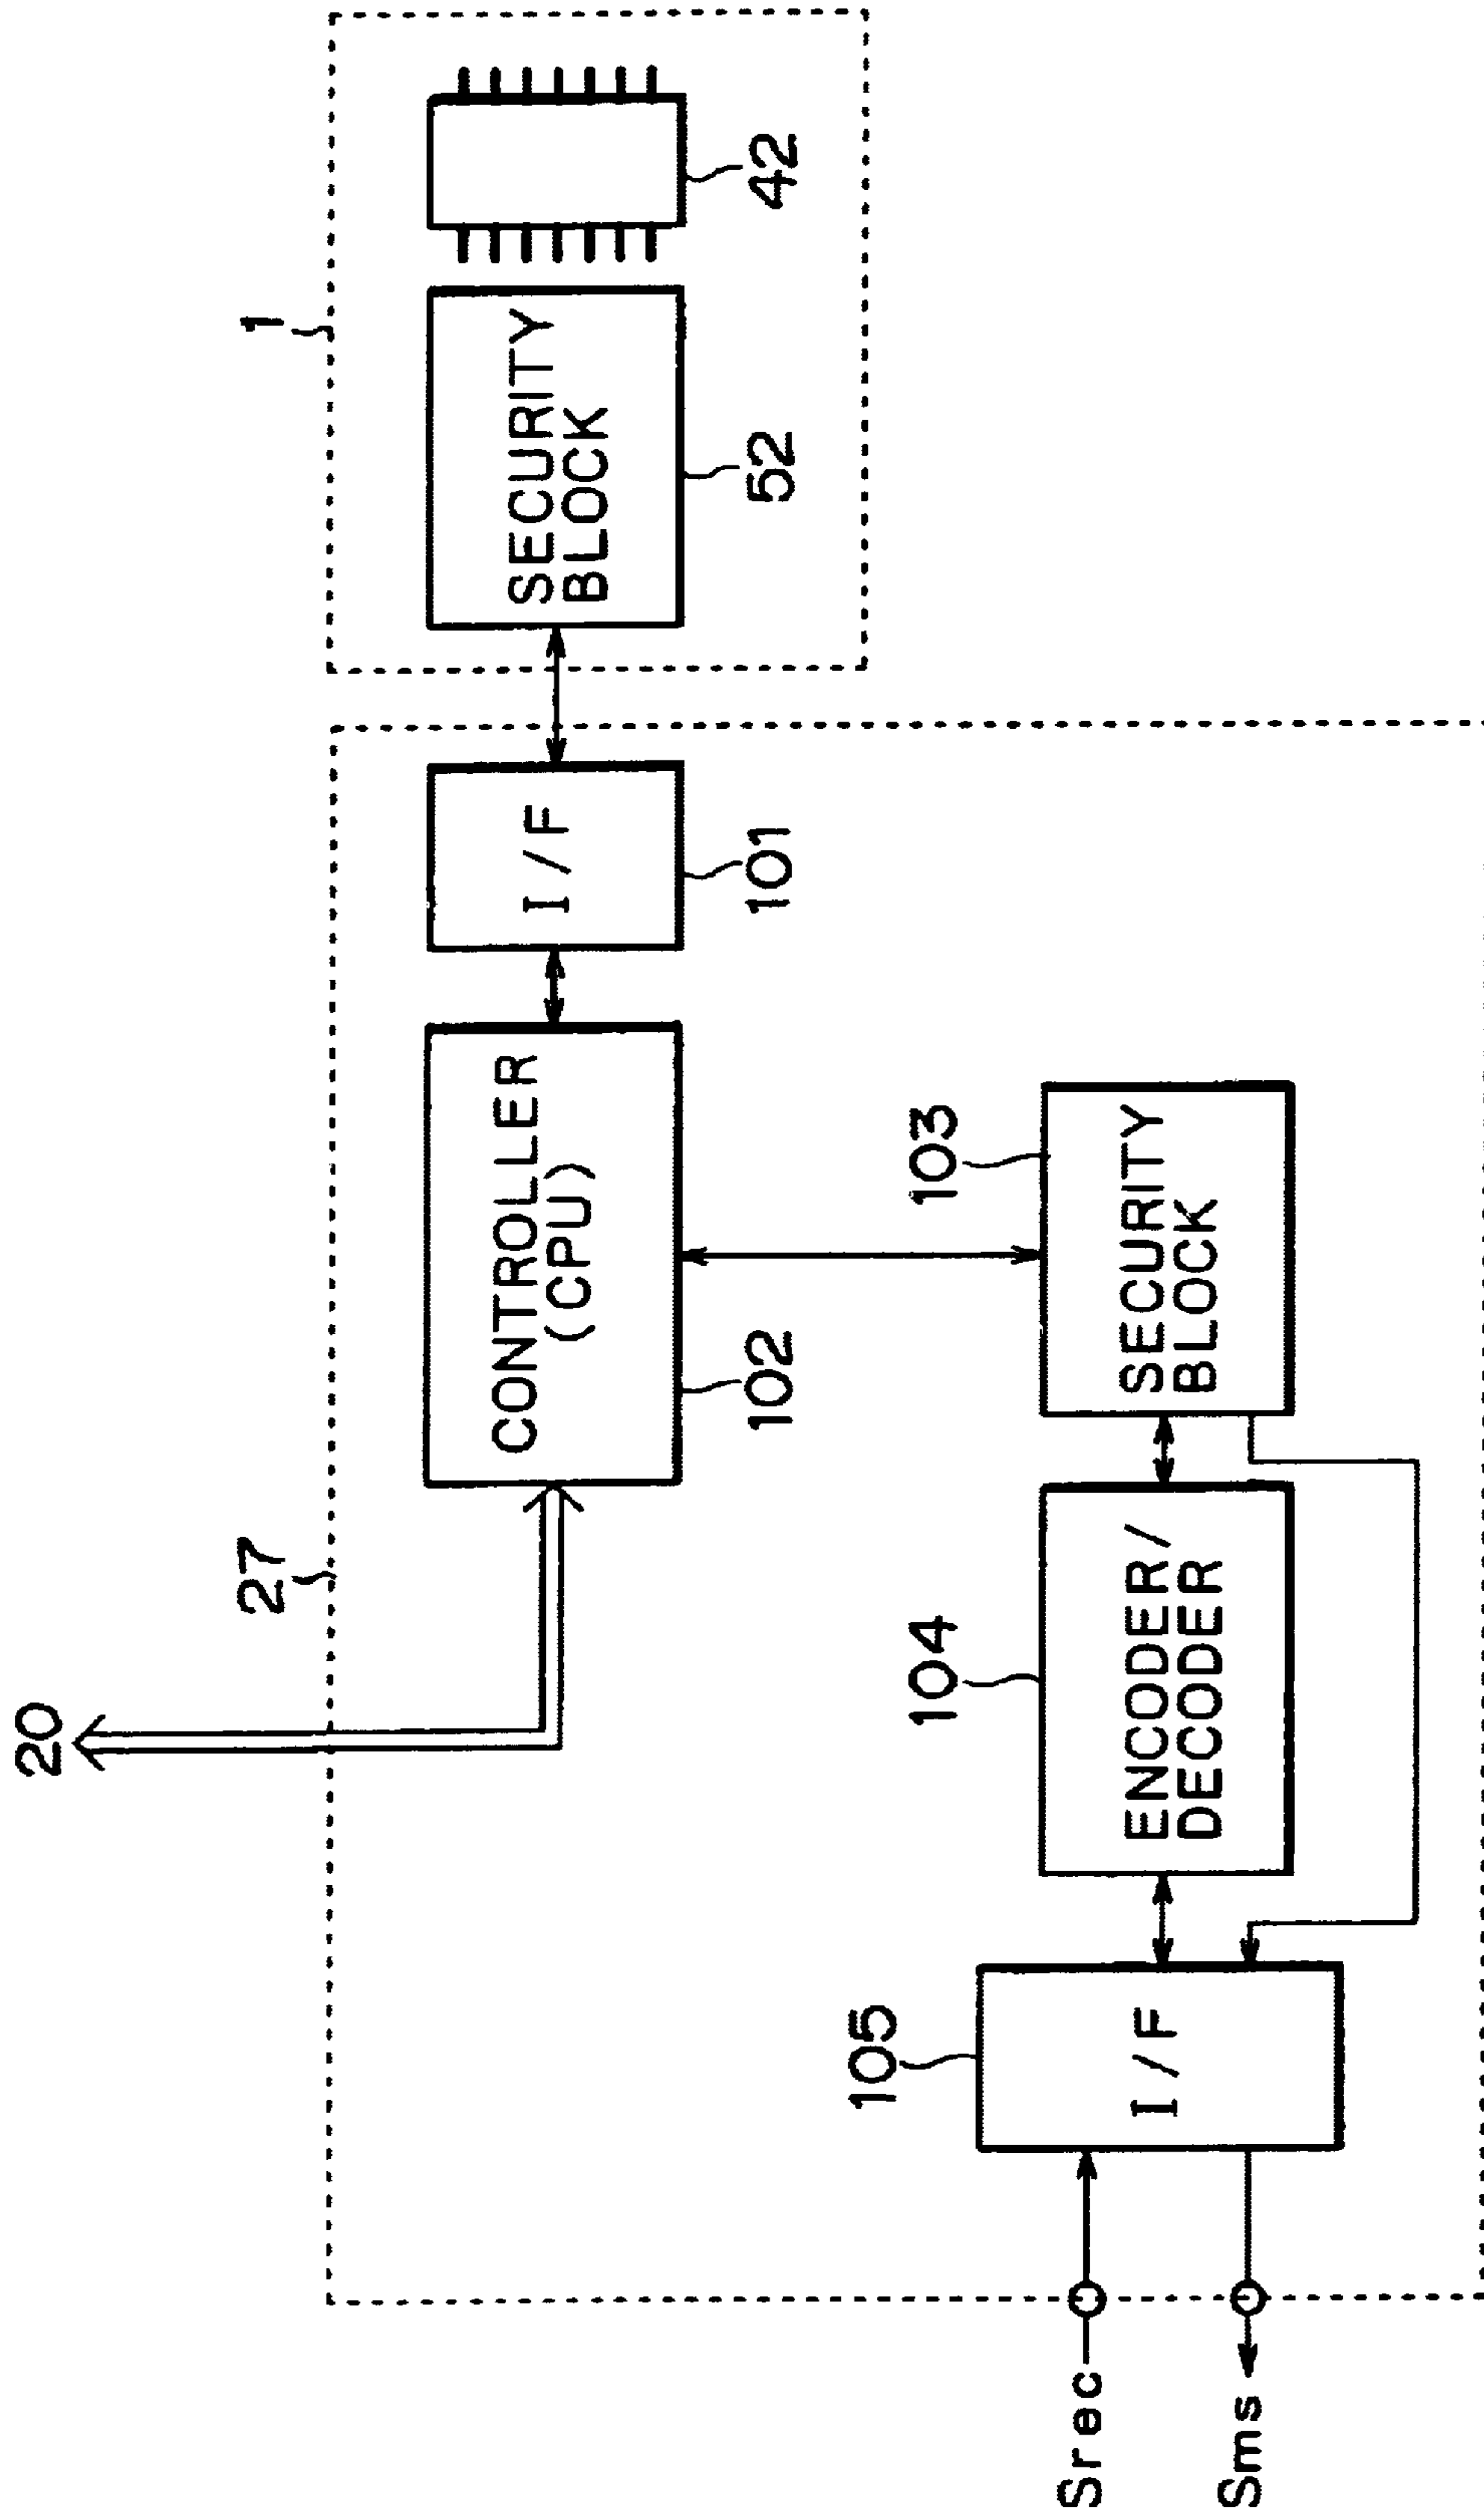 20
27
1
CONTROLLER
(CPU)
I/F
SECURITY
BLOCK
102
101
52
42
105
104
103
I/F
ENCODER/
DECODER
SECURITY
BLOCK
Srec
Sms